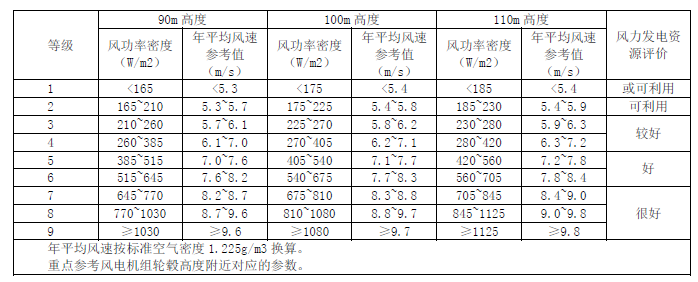 等级 90m 高度 100m 高度 110m 高度 风力发电资源评价
风功率密度（W/m2） 年平均风速参考值（m/s） 风功率密度（W/m2） 年平均风速参考值（m/s） 风功率密度（W/m2） 年平均风速参考值（m/s）
1 <165 <5.3 <175 <5.4 <185 <5.4 或可利用
2 165~210 5.3~5.7 175~225 5.4~5.8 185~230 5.4~5.9 可利用
3 210~260 5.7~6.1 225~270 5.8~6.2 230~280 5.9~6.3 较好
4 260~385 6.1~7.0 270~405 6.2~7.1 280~420 6.3~7.2
5 385~515 7.0~7.6 405~540 7.1~7.7 420~560 7.2~7.8 好
6 515~645 7.6~8.2 540~675 7.7~8.3 560~705 7.8~8.4
7 645~770 8.2~8.7 675~810 8.3~8.8 705~845 8.4~9.0 很好
8 770~1030 8.7~9.6 810~1080 8.8~9.7 845~1125 9.0~9.8
9 ≥1030 ≥9.6 ≥1080 ≥9.7 ≥1125 ≥9.8
年平均风速按标准空气密度 1.225g/m3 换算。
重点参考风电机组轮毂高度附近对应的参数。